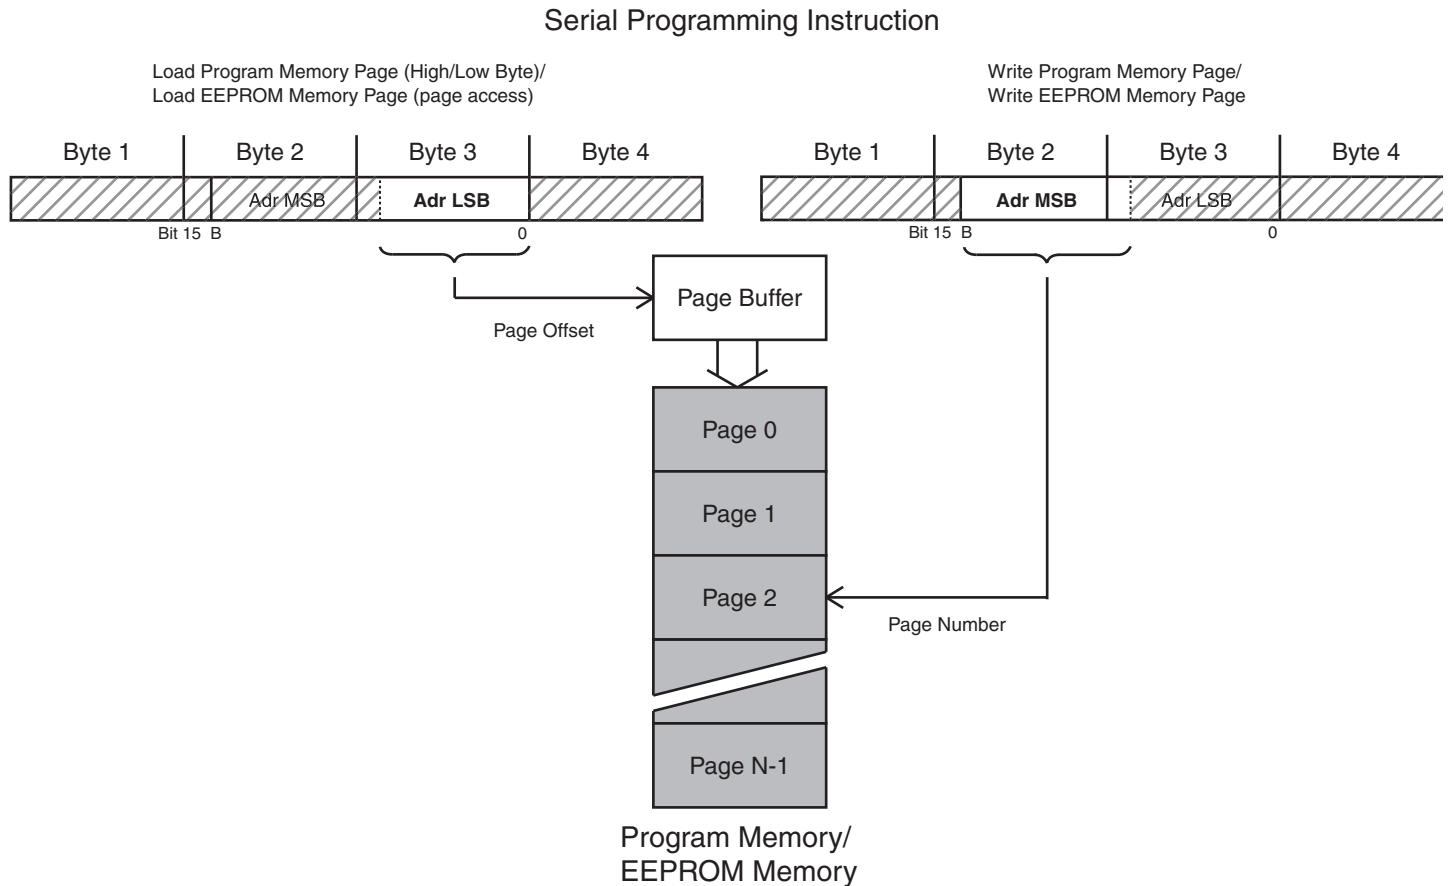 Serial Programming Instruction
Load Program Memory Page (High/Low Byte)/
Load EEPROM Memory Page (page access)
Write Program Memory Page/
Write EEPROM Memory Page
Byte 1 Byte 2 Byte 3 Byte 4
Adr MSB Adr LSB
Bit 15 B 0
Byte 1 Byte 2 Byte 3 Byte 4
Adr MSB Adr LSB
Bit 15 B 0
Page Buffer
Page Offset
Page 0
Page 1
Page 2
Page Number
Page N-1
Program Memory/
EEPROM Memory